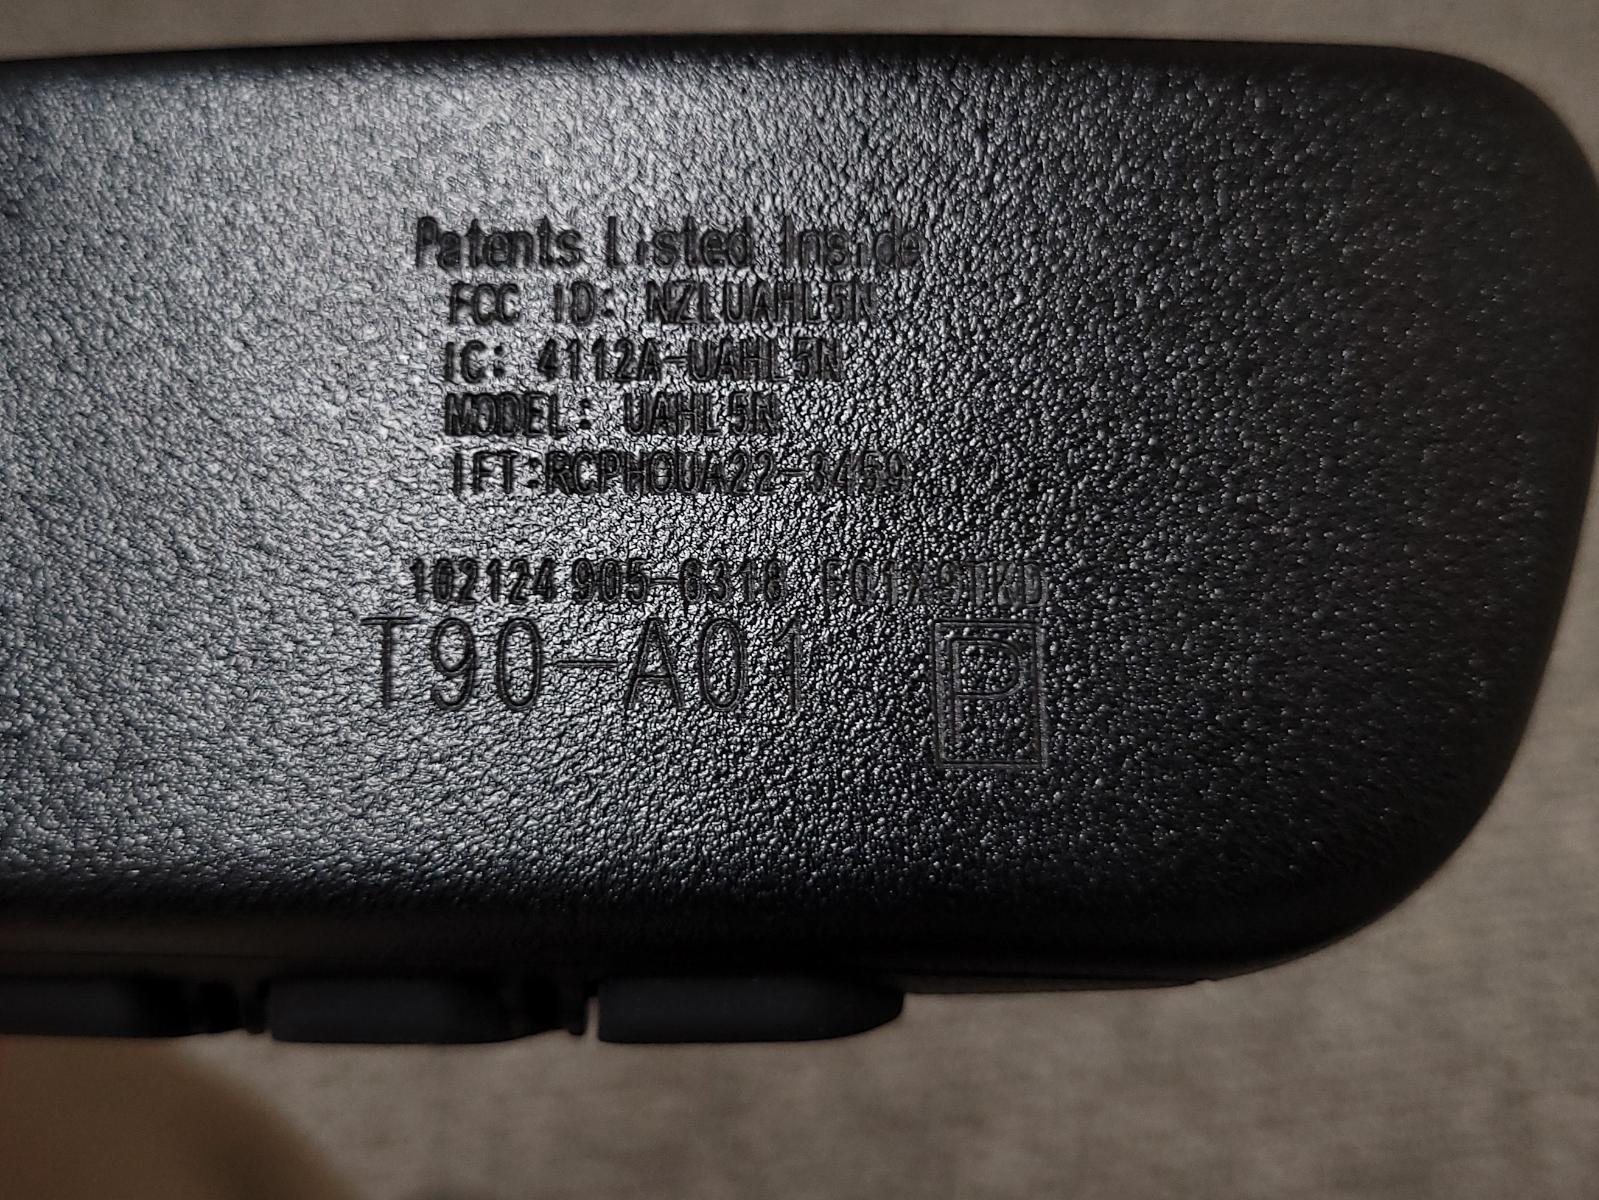 Patents Listed Inside
FCC ID: NZLUAHL5N
IC: 4112A-UAHL5N
MODEL: UAHL5N
IFT:RCPHOUA22-3459
102124 905-6318
T90-A01 P